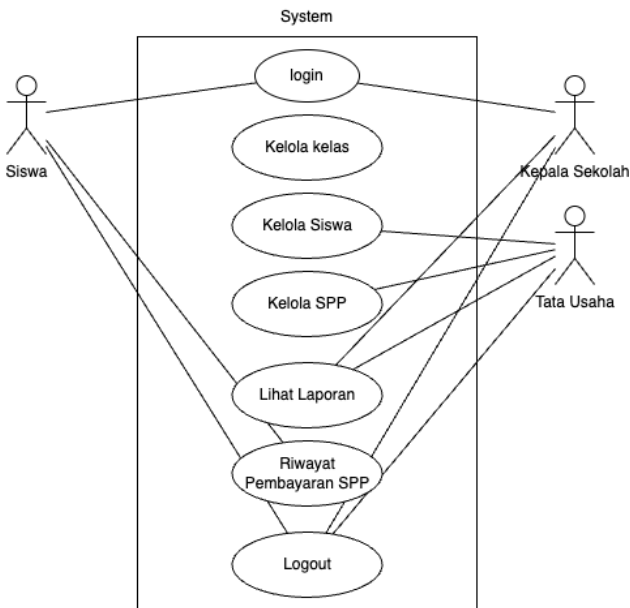 System
login
Siswa
Kepala Sekolah
Kelola kelas
Kelola Siswa
Tata Usaha
Kelola SPP
Lihat Laporan
Riwayat
Pembayaran SPP
Logout